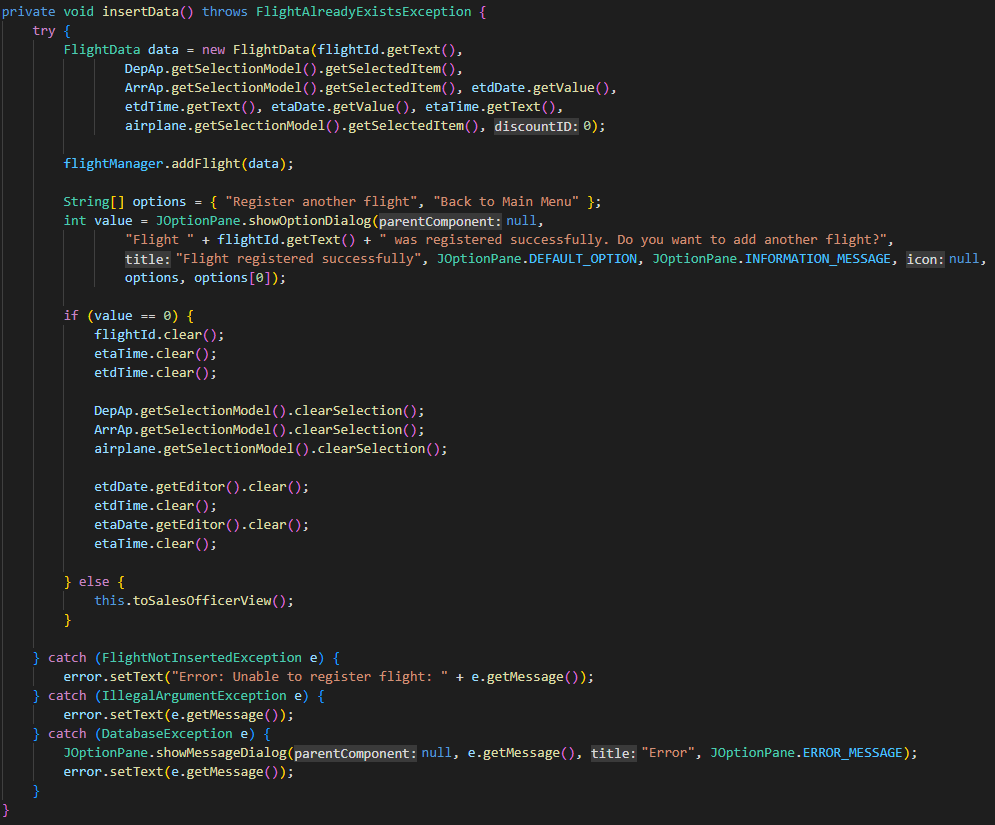 private void insertData() throws FlightAlreadyExistsException {
    try {
        FlightData data = new FlightData(flightId.getText(),
                DepAp.getSelectionModel().getSelectedItem(),
                ArrAp.getSelectionModel().getSelectedItem(), etdDate.getValue(),
                etdTime.getText(), etaDate.getValue(), etaTime.getText(),
                airplane.getSelectionModel().getSelectedItem(), discountID: 0);

        flightManager.addFlight(data);

        String[] options = { "Register another flight", "Back to Main Menu" };
        int value = JOptionPane.showOptionDialog(parentComponent: null,
                "Flight " + flightId.getText() + " was registered successfully. Do you want to add another flight?",
                title: "Flight registered successfully", JOptionPane.DEFAULT_OPTION, JOptionPane.INFORMATION_MESSAGE, icon: null,
                options, options[0]);

        if (value == 0) {
            flightId.clear();
            etaTime.clear();
            etdTime.clear();

            DepAp.getSelectionModel().clearSelection();
            ArrAp.getSelectionModel().clearSelection();
            airplane.getSelectionModel().clearSelection();

            etdDate.getEditor().clear();
            etdTime.clear();
            etaDate.getEditor().clear();
            etaTime.clear();

        } else {
            this.toSalesOfficerView();
        }

    } catch (FlightNotInsertedException e) {
        error.setText("Error: Unable to register flight: " + e.getMessage());
    } catch (IllegalArgumentException e) {
        error.setText(e.getMessage());
    } catch (DatabaseException e) {
        JOptionPane.showMessageDialog(parentComponent: null, e.getMessage(), title: "Error", JOptionPane.ERROR_MESSAGE);
        error.setText(e.getMessage());
    }
}